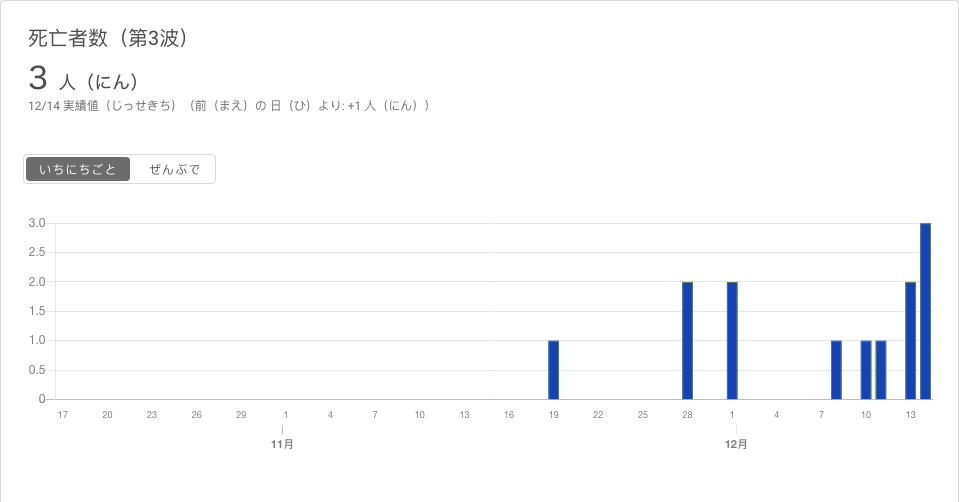 死亡者数（第3波）
3 人（にん）
12/14 実績値（じっせきち）（前（まえ）の 日（ひ）より: +1 人（にん））
いちにちごと ぜんぶで
3.0
2.5
2.0
1.5
1.0
0.5
0
17 20 23 26 29 1 4 7 10 13 16 19 22 25 28 1 4 7 10 13
11月 12月